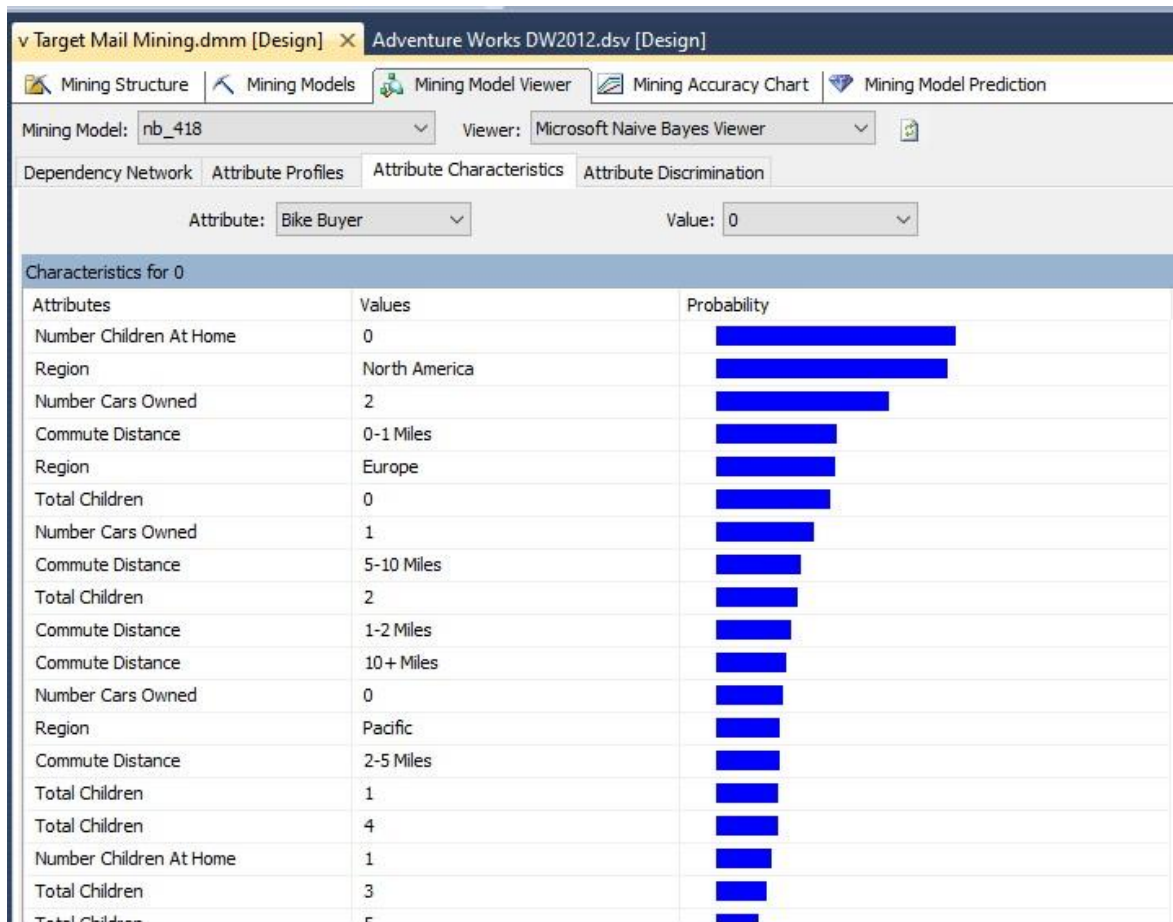 v Target Mail Mining.dmm [Design] Adventure Works DW2012.dsv [Design]
Mining Structure Mining Models Mining Model Viewer Mining Accuracy Chart Mining Model Prediction
Mining Model: nb_418 Viewer: Microsoft Naive Bayes Viewer
Dependency Network Attribute Profiles Attribute Characteristics Attribute Discrimination
Attribute: Bike Buyer Value: 0
Characteristics for 0
Attributes Values Probability
Number Children At Home 0
Region North America
Number Cars Owned 2
Commute Distance 0-1 Miles
Region Europe
Total Children 0
Number Cars Owned 1
Commute Distance 5-10 Miles
Total Children 2
Commute Distance 1-2 Miles
Commute Distance 10+ Miles
Number Cars Owned 0
Region Pacific
Commute Distance 2-5 Miles
Total Children 1
Total Children 4
Number Children At Home 1
Total Children 3
Total Children 5